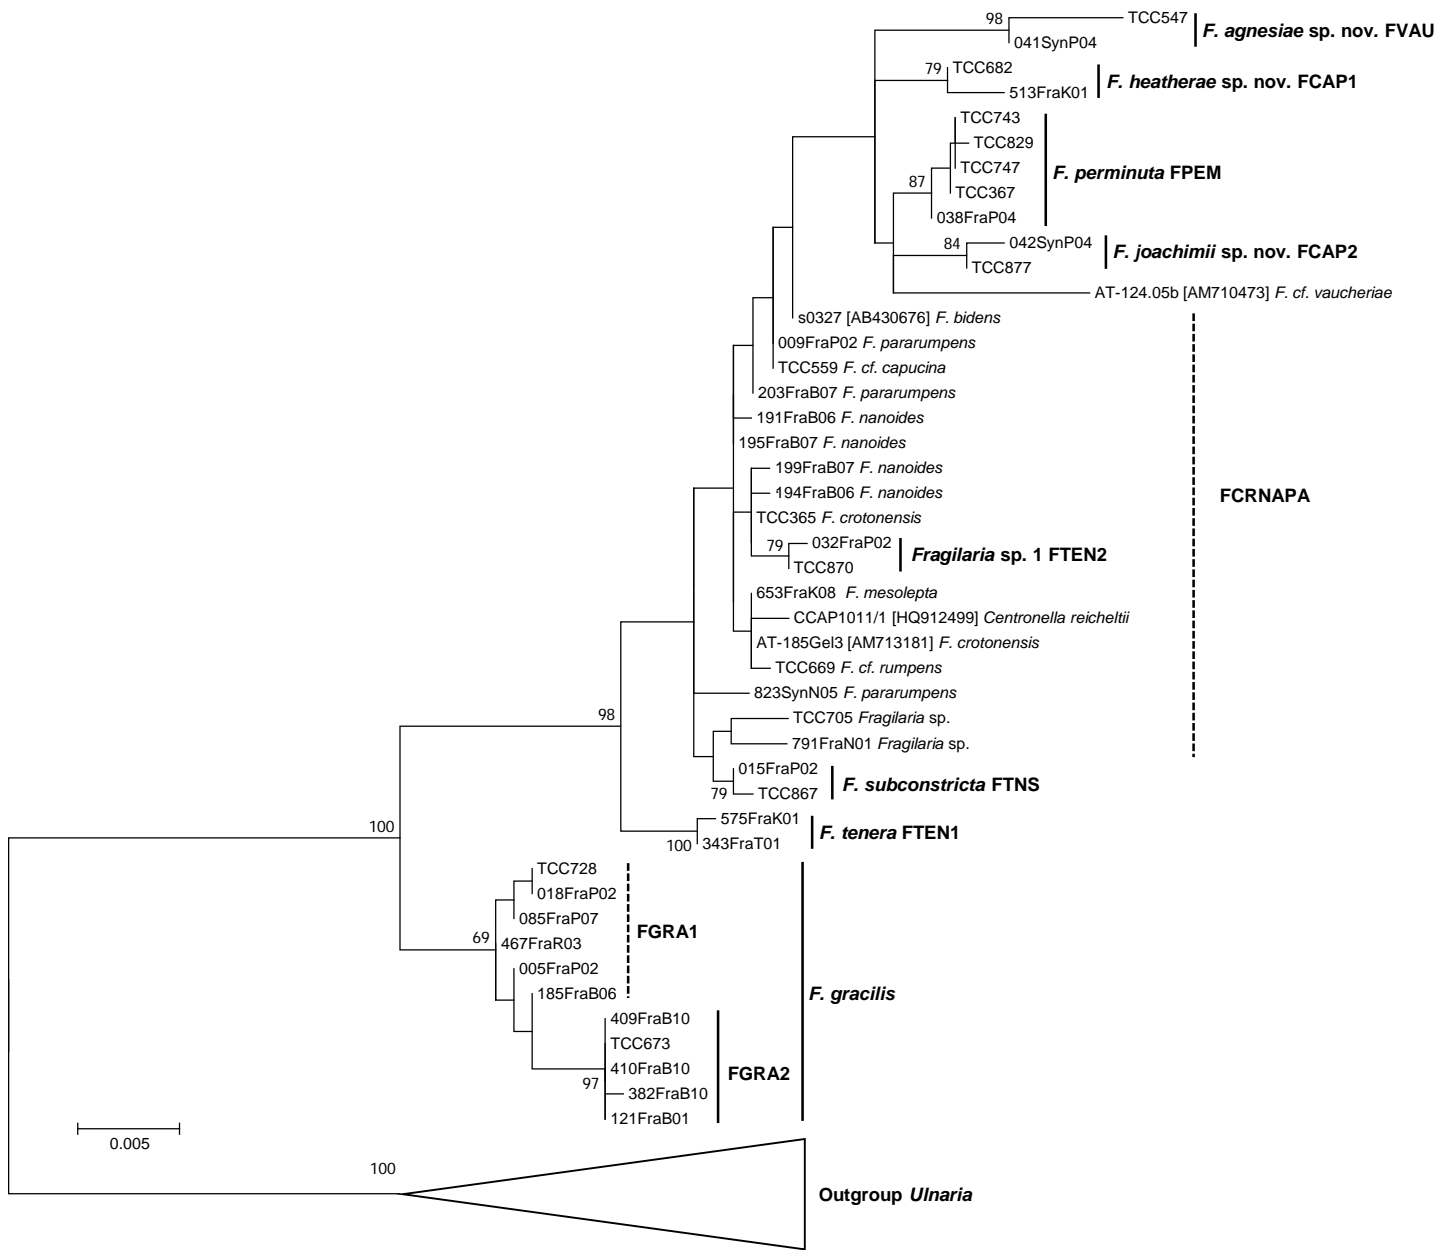 98
TCC547
F. agnesiae sp. nov. FVAU
041SynP04
79
TCC682
F. heatherae sp. nov. FCAP1
513FraK01
TCC743
TCC829
TCC747
F. perminuta FPEM
87
TCC367
038FraP04
84
042SynP04
F. joachimii sp. nov. FCAP2
TCC877
AT-124.05b [AM710473] F. cf. vaucheriae
s0327 [AB430676] F. bidens
009FraP02 F. pararumpens
TCC559 F. cf. capucina
203FraB07 F. pararumpens
191FraB06 F. nanoides
195FraB07 F. nanoides
199FraB07 F. nanoides
194FraB06 F. nanoides
FCRNAPA
TCC365 F. crotonensis
79
032FraP02
Fragilaria sp. 1 FTEN2
TCC870
653FraK08 F. mesolepta
CCAP1011/1 [HQ912499] Centronella reicheltii
AT-185Gel3 [AM713181] F. crotonensis
TCC669 F. cf. rumpens
823SynN05 F. pararumpens
98
TCC705 Fragilaria sp.
791FraN01 Fragilaria sp.
015FraP02
F. subconstricta FTNS
79
TCC867
575FraK01
F. tenera FTEN1
100
100
343FraT01
TCC728
018FraP02
085FraP07
FGRA1
69
467FraR03
005FraP02
185FraB06
F. gracilis
409FraB10
TCC673
410FraB10
FGRA2
97
382FraB10
121FraB01
0.005
100
Outgroup Ulnaria